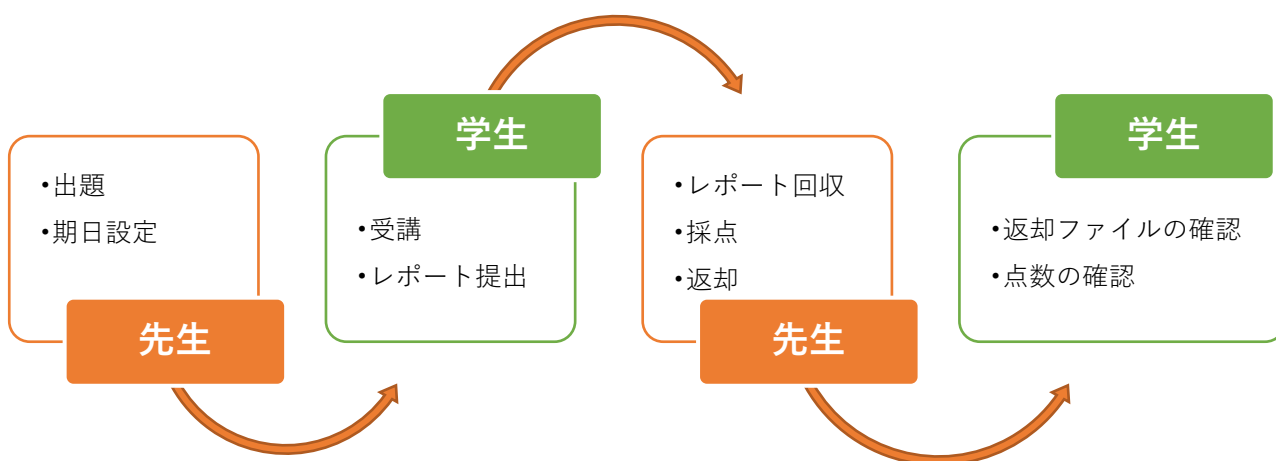 •出題
•期日設定
先生
学生
•受講
•レポート提出
•レポート回収
•採点
•返却
先生
学生
•返却ファイルの確認
•点数の確認